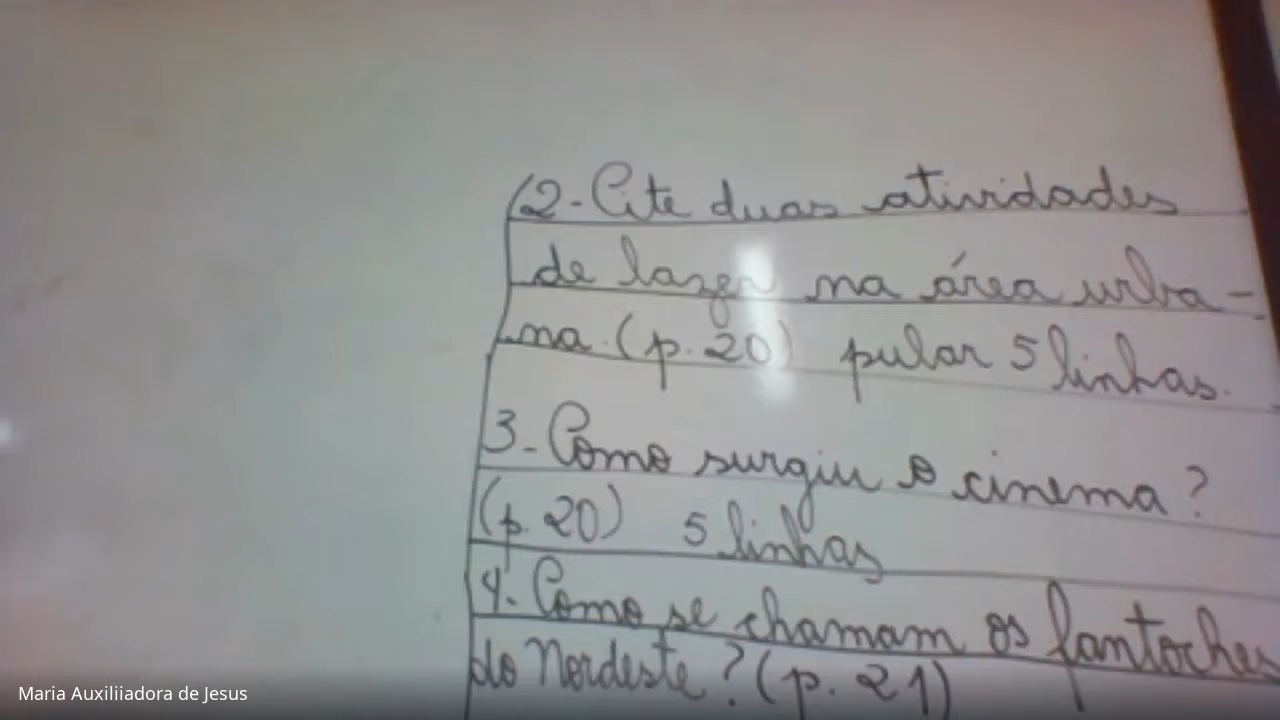 2- Cite duas atividades
de lazer na área urba-
na. (p. 20) pular 5 linhas.
3- Como surgiu o cinema?
(p. 20) 5 linhas
4. Como se chamam os fantoches
do Nordeste? (p. 21)
Maria Auxiliiadora de Jesus